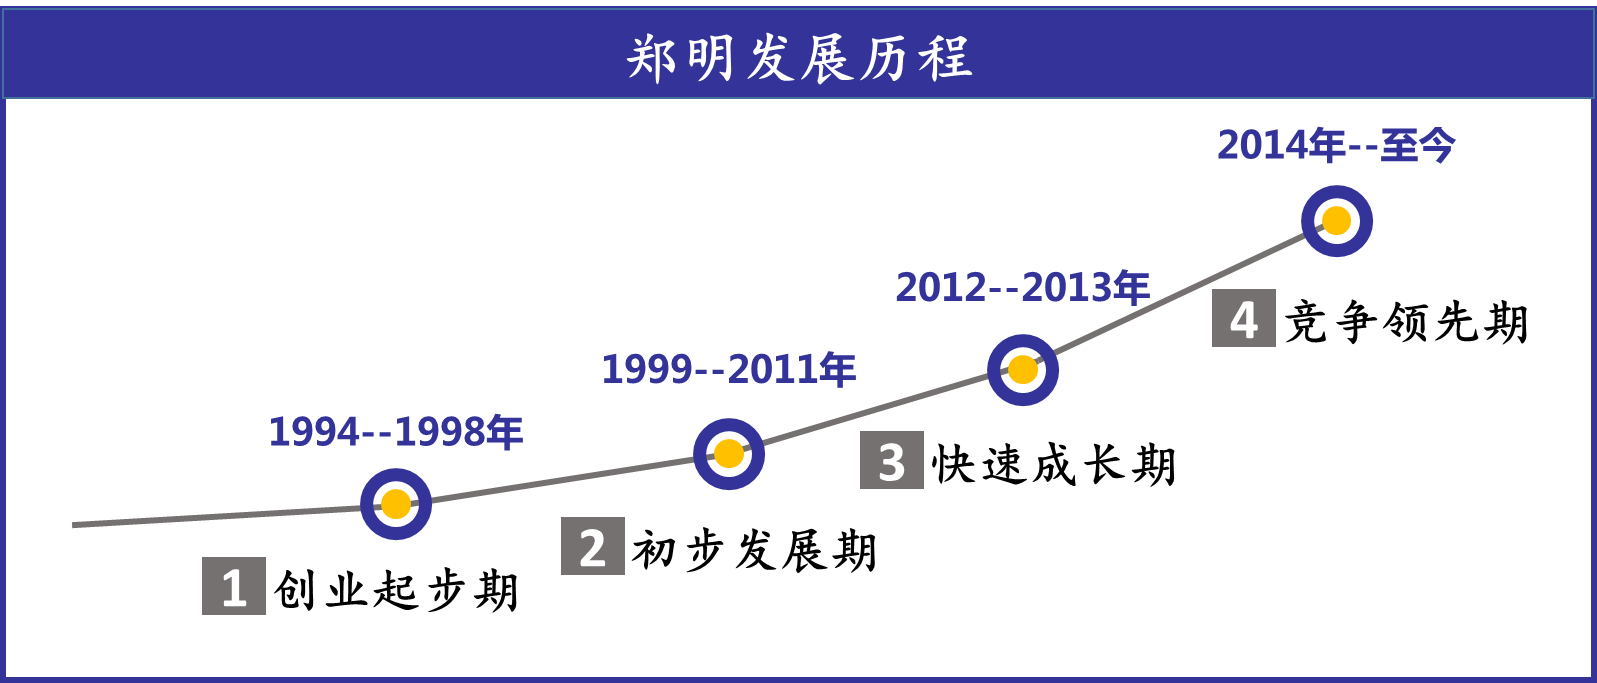 郑明发展历程
1994--1998年
1 创业起步期
1999--2011年
2 初步发展期
2012--2013年
3 快速成长期
2014年--至今
4 竞争领先期